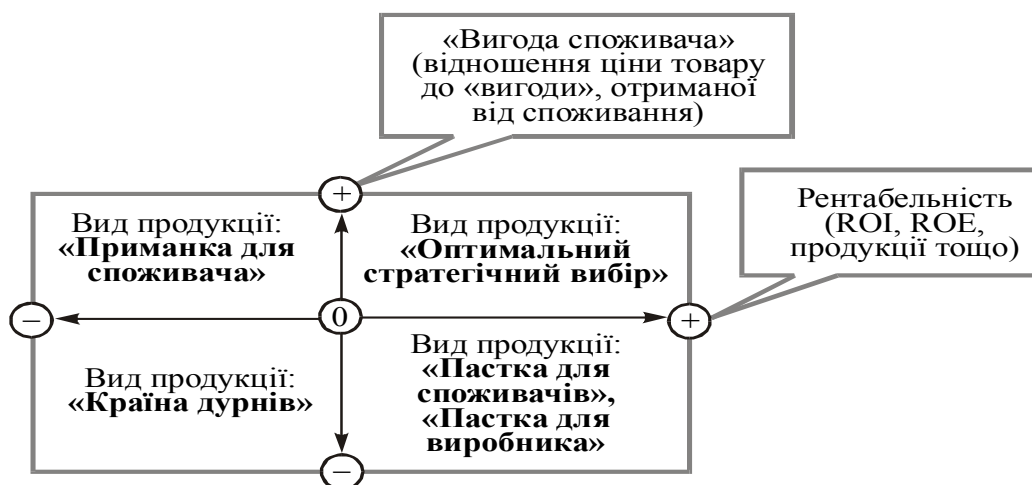 «Вигода споживача»
(відношення ціни товару
до «вигоди», отриманої
від споживання)
Рентабельність
(ROI, ROE,
продукції тощо)
+
Вид продукції:
«Приманка для
споживача»
Вид продукції:
«Оптимальний
стратегічний вибір»
–
0
+
Вид продукції:
«Країна дурнів»
Вид продукції:
«Пастка для
споживачів»,
«Пастка для
виробника»
–